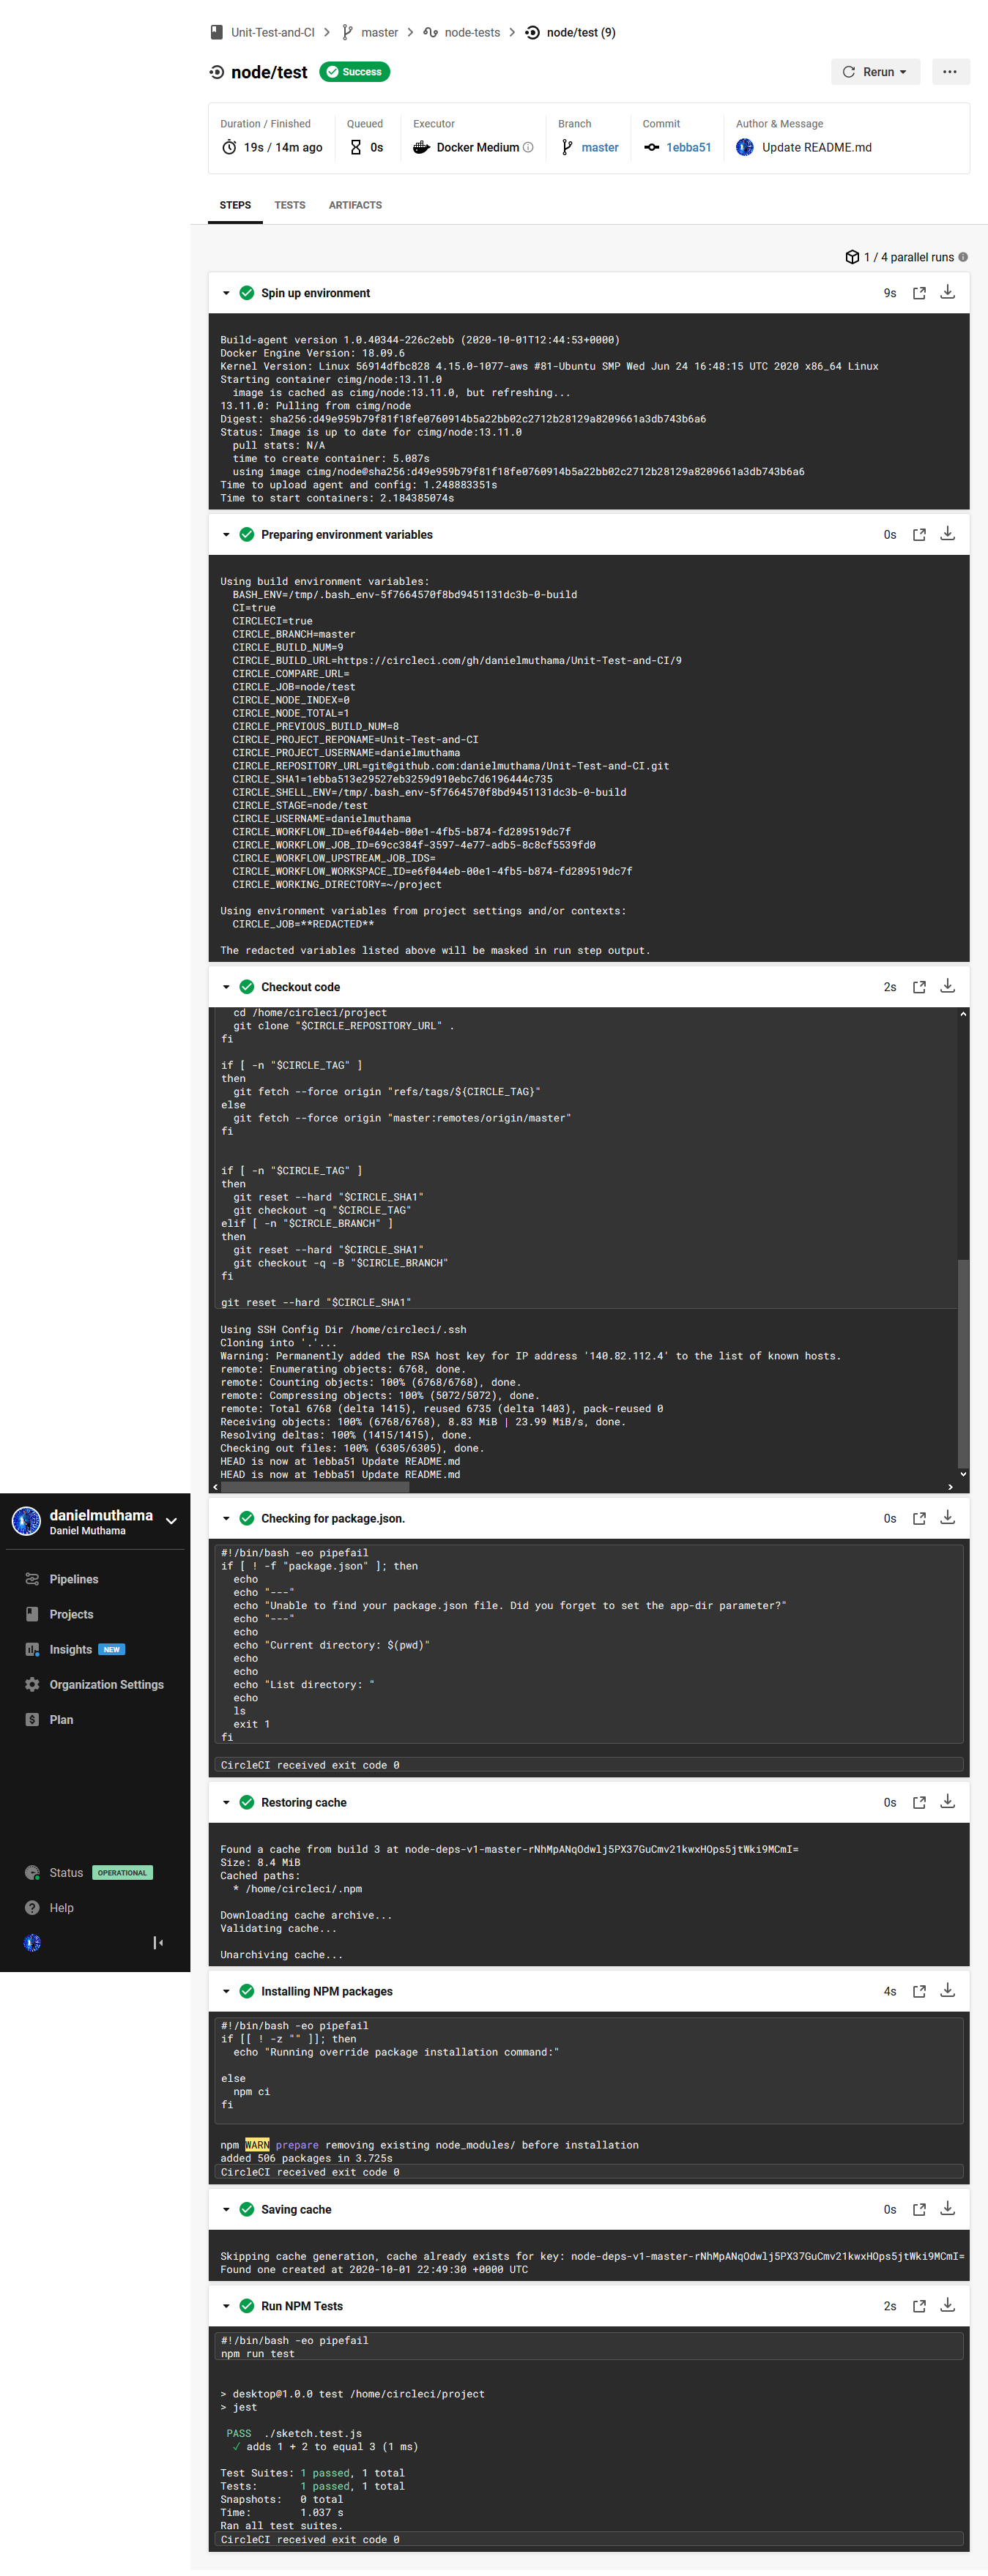 Unit-Test-and-CI > master > node-tests > node/test (9)
node/test Success
Rerun
Duration / Finished Queued Executor Branch Commit Author & Message
19s / 14m ago 0s Docker Medium master 1ebba51 Update README.md
STEPS TESTS ARTIFACTS
1 / 4 parallel runs
Spin up environment 9s
Build-agent version 1.0.40344-226c2ebb (2020-10-01T12:44:53+0000)
Docker Engine Version: 18.09.6
Kernel Version: Linux 56914dfbc828 4.15.0-1077-aws #81-Ubuntu SMP Wed Jun 24 16:48:15 UTC 2020 x86_64 Linux
Starting container cimg/node:13.11.0
image is cached as cimg/node:13.11.0, but refreshing...
13.11.0: Pulling from cimg/node
Digest: sha256:d49e959b79f81f18fe0760914b5a22bb02c2712b28129a8209661a3db743b6a6
Status: Image is up to date for cimg/node:13.11.0
pull stats: N/A
time to create container: 5.087s
using image cimg/node@sha256:d49e959b79f81f18fe0760914b5a22bb02c2712b28129a8209661a3db743b6a6
Time to upload agent and config: 1.248883351s
Time to start containers: 2.184385074s
Preparing environment variables 0s
Using build environment variables:
BASH_ENV=/tmp/.bash_env-5f7664570f8bd9451131dc3b-0-build
CI=true
CIRCLECI=true
CIRCLE_BRANCH=master
CIRCLE_BUILD_NUM=9
CIRCLE_BUILD_URL=https://circleci.com/gh/danielmuthama/Unit-Test-and-CI/9
CIRCLE_COMPARE_URL=
CIRCLE_JOB=node/test
CIRCLE_NODE_INDEX=0
CIRCLE_NODE_TOTAL=1
CIRCLE_PREVIOUS_BUILD_NUM=8
CIRCLE_PROJECT_REPONAME=Unit-Test-and-CI
CIRCLE_PROJECT_USERNAME=danielmuthama
CIRCLE_REPOSITORY_URL=git@github.com:danielmuthama/Unit-Test-and-CI.git
CIRCLE_SHA1=1ebba513e29527eb3259d910ebc7d6196444c735
CIRCLE_SHELL_ENV=/tmp/.bash_env-5f7664570f8bd9451131dc3b-0-build
CIRCLE_STAGE=node/test
CIRCLE_USERNAME=danielmuthama
CIRCLE_WORKFLOW_ID=e6f044eb-00e1-4fb5-b874-fd289519dc7f
CIRCLE_WORKFLOW_JOB_ID=69cc384f-3597-4e77-adb5-8c8cf5539fd0
CIRCLE_WORKFLOW_UPSTREAM_JOB_IDS=
CIRCLE_WORKFLOW_WORKSPACE_ID=e6f044eb-00e1-4fb5-b874-fd289519dc7f
CIRCLE_WORKING_DIRECTORY=~/project
Using environment variables from project settings and/or contexts:
CIRCLE_JOB=**REDACTED**
The redacted variables listed above will be masked in run step output.
Checkout code 2s
cd /home/circleci/project
git clone "$CIRCLE_REPOSITORY_URL" .
fi
if [ -n "$CIRCLE_TAG" ]
then
git fetch --force origin "refs/tags/${CIRCLE_TAG}"
else
git fetch --force origin "master:remotes/origin/master"
fi
if [ -n "$CIRCLE_TAG" ]
then
git reset --hard "$CIRCLE_SHA1"
git checkout -q "$CIRCLE_TAG"
elif [ -n "$CIRCLE_BRANCH" ]
then
git reset --hard "$CIRCLE_SHA1"
git checkout -q -B "$CIRCLE_BRANCH"
fi
git reset --hard "$CIRCLE_SHA1"
Using SSH Config Dir /home/circleci/.ssh
Cloning into '.'...
Warning: Permanently added the RSA host key for IP address '140.82.112.4' to the list of known hosts.
remote: Enumerating objects: 6768, done.
remote: Counting objects: 100% (6768/6768), done.
remote: Compressing objects: 100% (5072/5072), done.
remote: Total 6768 (delta 1415), reused 6735 (delta 1403), pack-reused 0
Receiving objects: 100% (6768/6768), 8.83 MiB | 23.99 MiB/s, done.
Resolving deltas: 100% (1415/1415), done.
Checking out files: 100% (6305/6305), done.
HEAD is now at 1ebba51 Update README.md
HEAD is now at 1ebba51 Update README.md
danielmuthama
Daniel Muthama
Pipelines
Projects
Insights NEW
Organization Settings
Plan
Status OPERATIONAL
Help
Checking for package.json. 0s
#!/bin/bash -eo pipefail
if [ ! -f "package.json" ]; then
echo
echo "---"
echo "Unable to find your package.json file. Did you forget to set the app-dir parameter?"
echo "---"
echo
echo "Current directory: $(pwd)"
echo
echo
echo "List directory: "
echo
ls
exit 1
fi
CircleCI received exit code 0
Restoring cache 0s
Found a cache from build 3 at node-deps-v1-master-rNhMpANqOdwlj5PX37GuCmv21kwxHOps5jtWki9MCmI=
Size: 8.4 MiB
Cached paths:
* /home/circleci/.npm
Downloading cache archive...
Validating cache...
Unarchiving cache...
Installing NPM packages 4s
#!/bin/bash -eo pipefail
if [[ ! -z "" ]]; then
echo "Running override package installation command:"
else
npm ci
fi
npm WARN prepare removing existing node_modules/ before installation
added 506 packages in 3.725s
CircleCI received exit code 0
Saving cache 0s
Skipping cache generation, cache already exists for key: node-deps-v1-master-rNhMpANqOdwlj5PX37GuCmv21kwxHOps5jtWki9MCmI=
Found one created at 2020-10-01 22:49:30 +0000 UTC
Run NPM Tests 2s
#!/bin/bash -eo pipefail
npm run test
> desktop@1.0.0 test /home/circleci/project
> jest
PASS ./sketch.test.js
✓ adds 1 + 2 to equal 3 (1 ms)
Test Suites: 1 passed, 1 total
Tests: 1 passed, 1 total
Snapshots: 0 total
Time: 1.037 s
Ran all test suites.
CircleCI received exit code 0